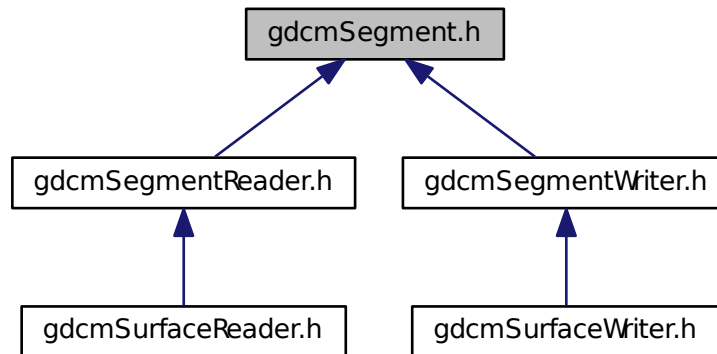 gdcmSegment.h
gdcmSegmentReader.h
gdcmSegmentWriter.h
gdcmSurfaceReader.h
gdcmSurfaceWriter.h